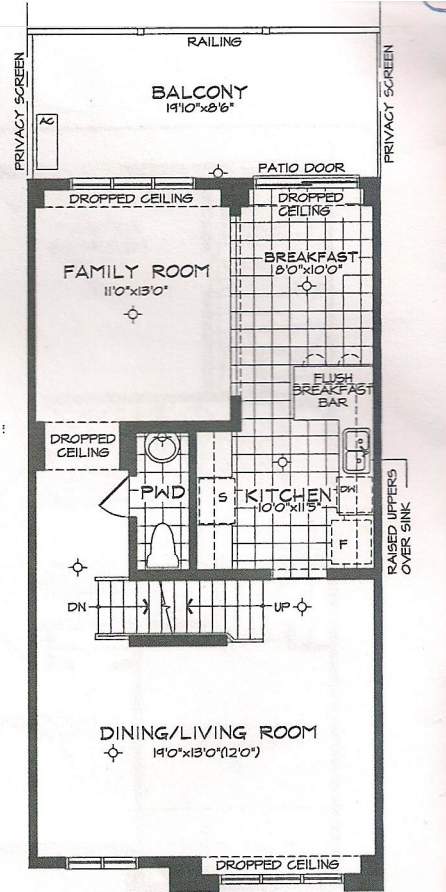 RAILING
PRIVACY SCREEN
PRIVACY SCREEN
BALCONY
19'10"x8'6"
AC
PATIO DOOR
DROPPED CEILING
DROPPED
CEILING
FAMILY ROOM
11'0"x13'0"
BREAKFAST
8'0"x10'0"
FLUSH
BREAKFAST
BAR
DROPPED
CEILING
PWD
S
KITCHEN
10'0"x11'5"
DW
F
RAISED UPPERS
OVER SINK
DN
UP
DINING/LIVING ROOM
19'0"x13'0"(12'0")
DROPPED CEILING